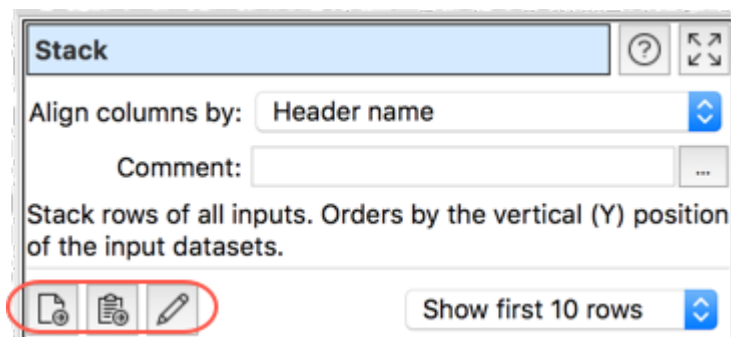 Stack
?
Align columns by: Header name
Comment: ...
Stack rows of all inputs. Orders by the vertical (Y) position
of the input datasets.
Show first 10 rows